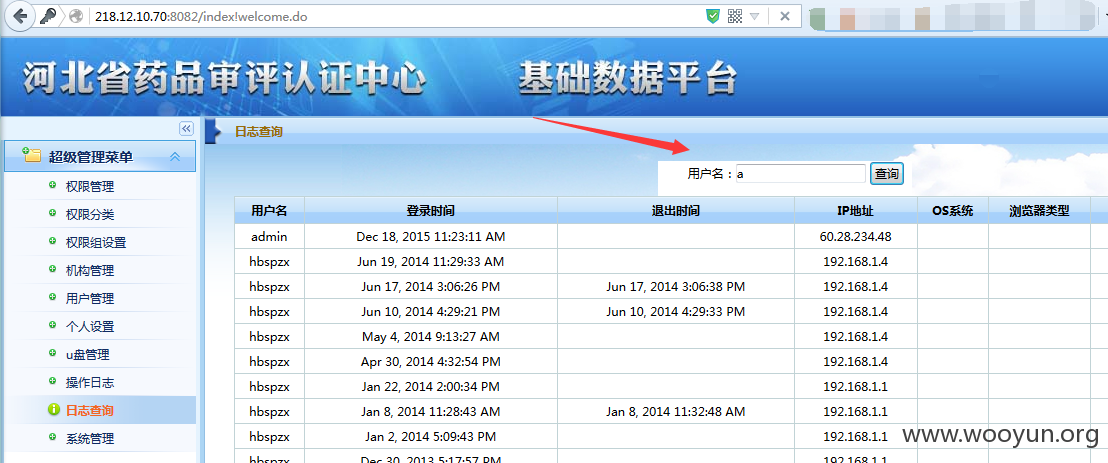 218.12.10.70:8082/index!welcome.do
河北省药品审评认证中心 基础数据平台
超级管理菜单
权限管理
权限分类
权限组设置
机构管理
用户管理
个人设置
u盘管理
操作日志
日志查询
系统管理
日志查询
用户名：a 查询
用户名 登录时间 退出时间 IP地址 OS系统 浏览器类型
admin Dec 18, 2015 11:23:11 AM 60.28.234.48
hbspzx Jun 19, 2014 11:29:33 AM 192.168.1.4
hbspzx Jun 17, 2014 3:06:26 PM Jun 17, 2014 3:06:38 PM 192.168.1.4
hbspzx Jun 10, 2014 4:29:21 PM Jun 10, 2014 4:29:33 PM 192.168.1.4
hbspzx May 4, 2014 9:13:27 AM 192.168.1.4
hbspzx Apr 30, 2014 4:32:54 PM 192.168.1.4
hbspzx Jan 22, 2014 2:00:34 PM 192.168.1.1
hbspzx Jan 8, 2014 11:28:43 AM Jan 8, 2014 11:32:48 AM 192.168.1.1
hbspzx Jan 2, 2014 5:09:43 PM 192.168.1.1
hbspzx Dec 30, 2013 5:17:57 PM 192.168.1.1
www.wooyun.org